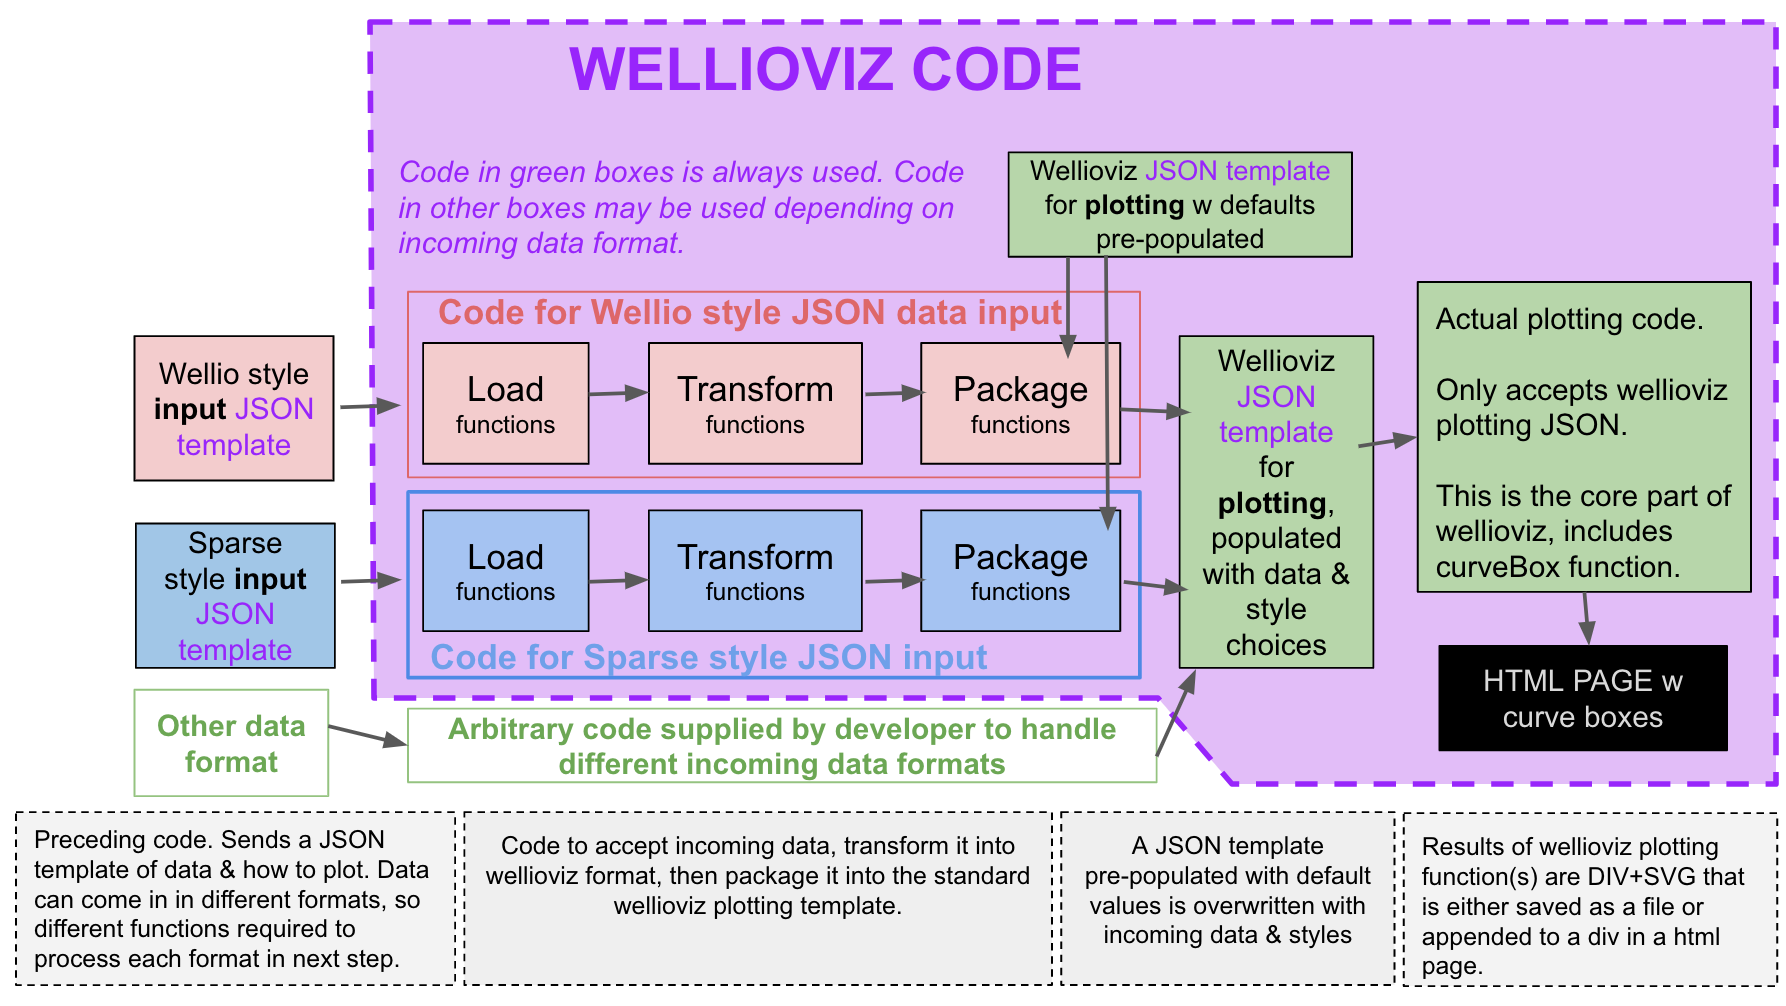 WELLIOVIZ CODE
Code in green boxes is always used. Code
in other boxes may be used depending on
incoming data format.
Wellioviz JSON template
for plotting w defaults
pre-populated
Code for Wellio style JSON data input
Wellio style
input JSON
template
Load
functions
Transform
functions
Package
functions
Sparse
style input
JSON
template
Load
functions
Transform
functions
Package
functions
Code for Sparse style JSON input
Wellioviz
JSON
template
for
plotting,
populated
with data &
style
choices
Actual plotting code.
Only accepts wellioviz
plotting JSON.
This is the core part of
wellioviz, includes
curveBox function.
HTML PAGE w
curve boxes
Other data
format
Arbitrary code supplied by developer to handle
different incoming data formats
Preceding code. Sends a JSON
template of data & how to plot. Data
can come in in different formats, so
different functions required to
process each format in next step.
Code to accept incoming data, transform it into
wellioviz format, then package it into the standard
wellioviz plotting template.
A JSON template
pre-populated with default
values is overwritten with
incoming data & styles
Results of wellioviz plotting
function(s) are DIV+SVG that
is either saved as a file or
appended to a div in a html
page.